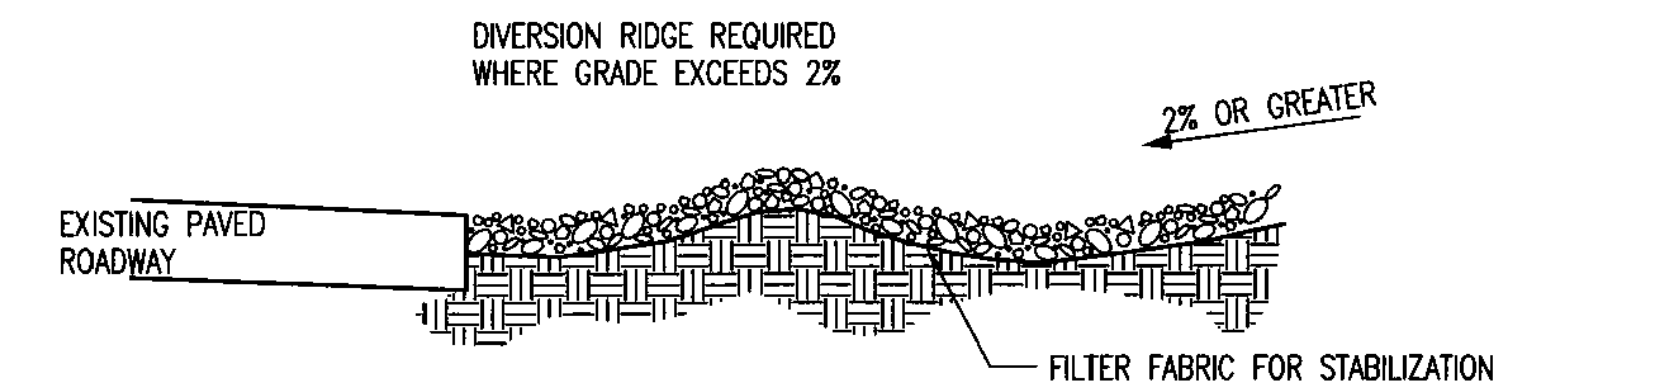 DIVERSION RIDGE REQUIRED
WHERE GRADE EXCEEDS 2%
2% OR GREATER
EXISTING PAVED
ROADWAY
FILTER FABRIC FOR STABILIZATION